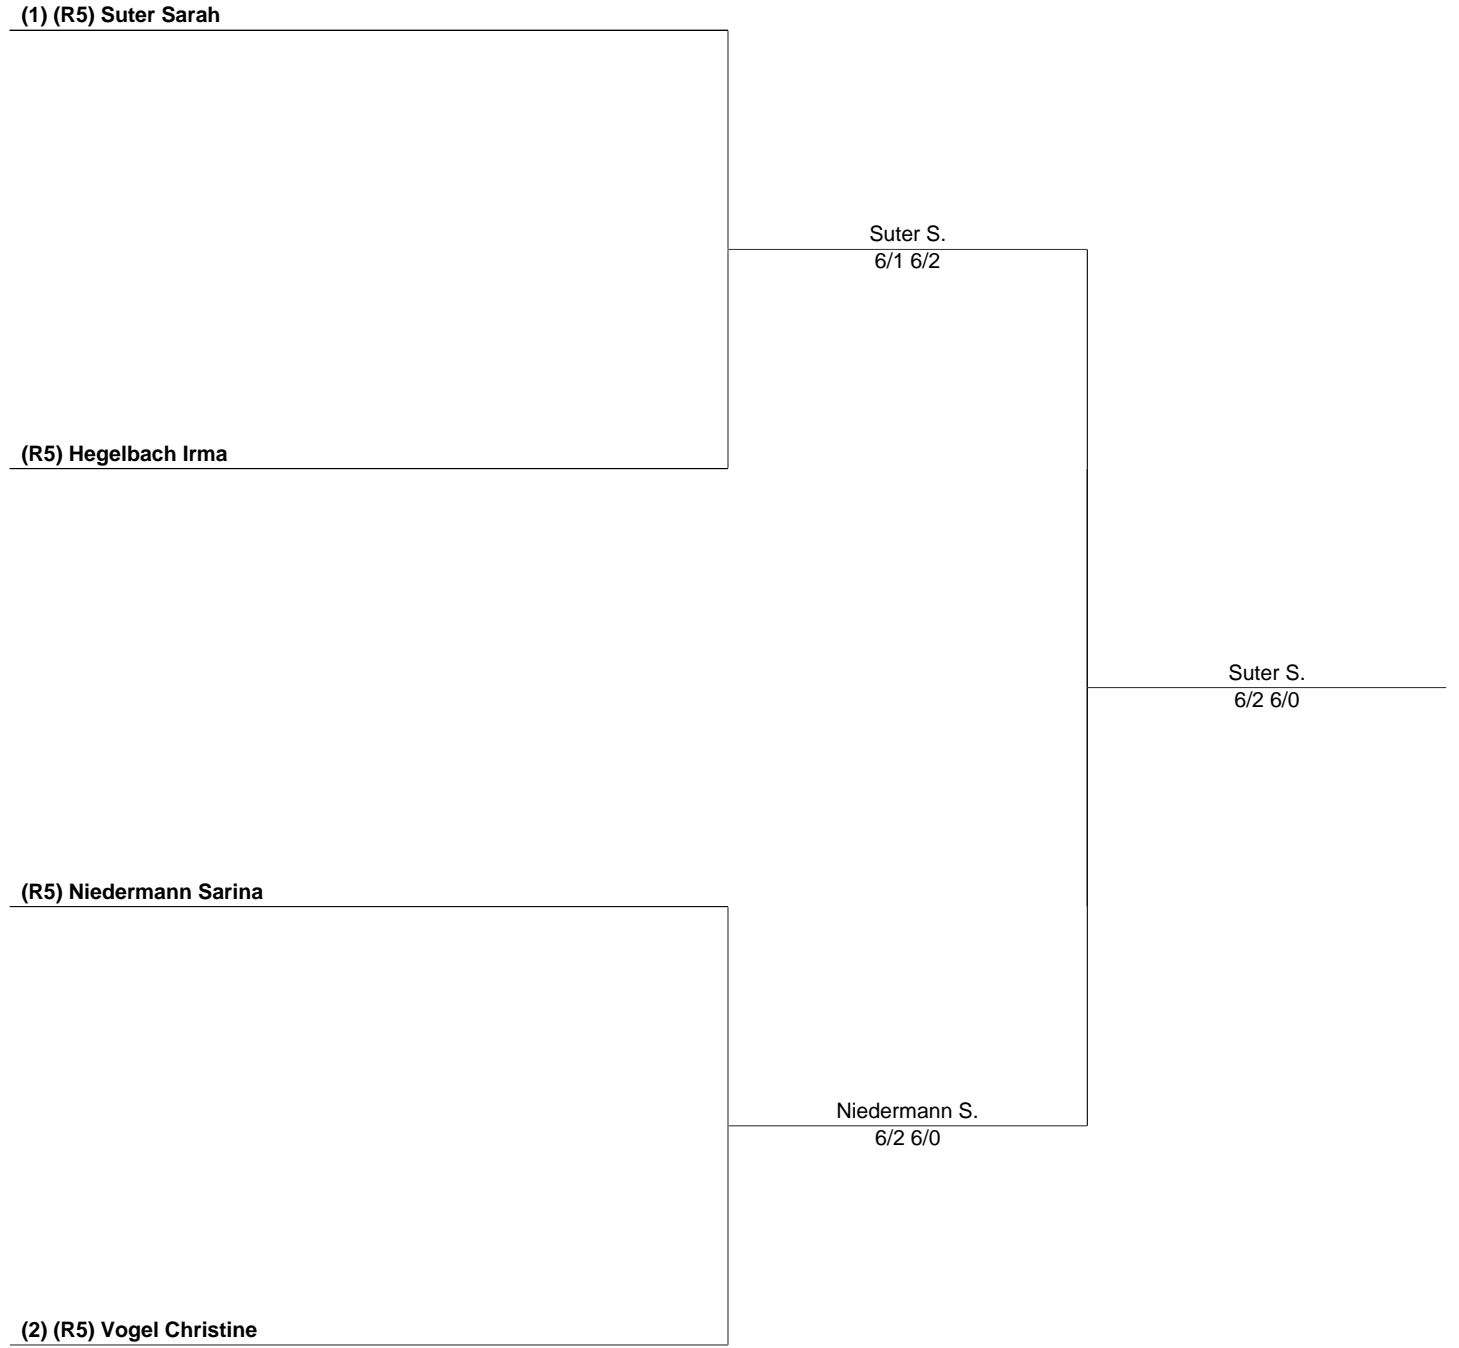 (1) (R5) Suter Sarah
Suter S.
6/1 6/2
(R5) Hegelbach Irma
Suter S.
6/2 6/0
(R5) Niedermann Sarina
Niedermann S.
6/2 6/0
(2) (R5) Vogel Christine